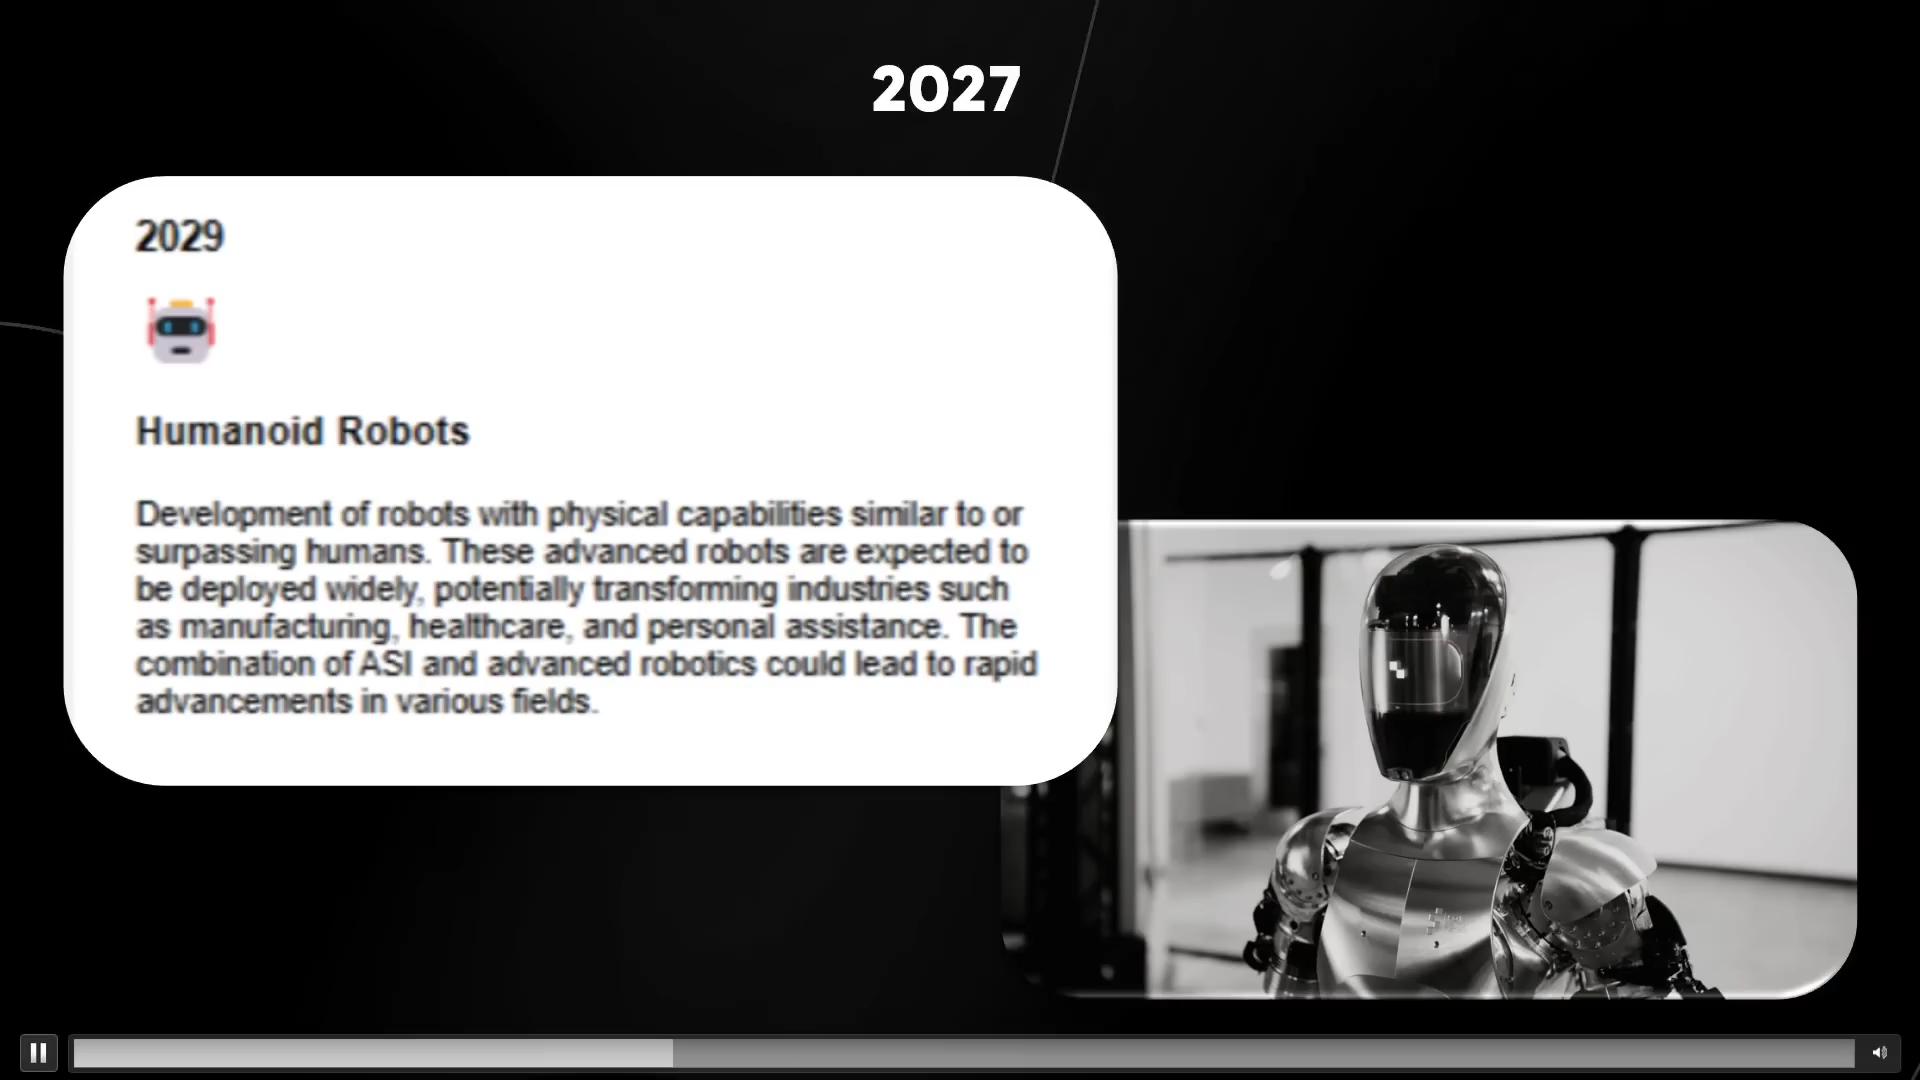 2027
2029
Humanoid Robots
Development of robots with physical capabilities similar to or
surpassing humans. These advanced robots are expected to
be deployed widely, potentially transforming industries such
as manufacturing, healthcare, and personal assistance. The
combination of ASI and advanced robotics could lead to rapid
advancements in various fields.